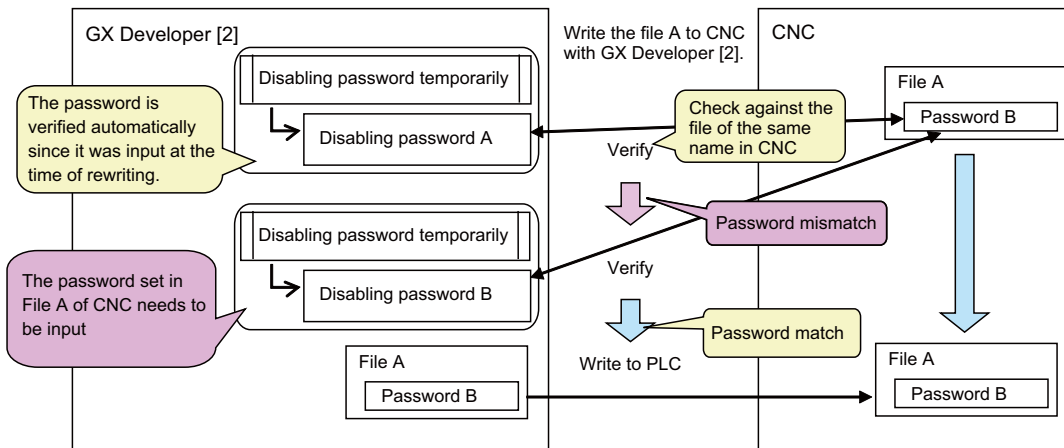 GX Developer [2]
Write the file A to CNC
with GX Developer [2].
CNC
Disabling password temporarily
File A
The password is
verified automatically
since it was input at the
time of rewriting.
Disabling password A
Check against the
file of the same
name in CNC
Password B
Verify
Disabling password temporarily
Password mismatch
The password set in
File A of CNC needs to
be input
Disabling password B
Verify
Password match
File A
Write to PLC
File A
Password B
Password B